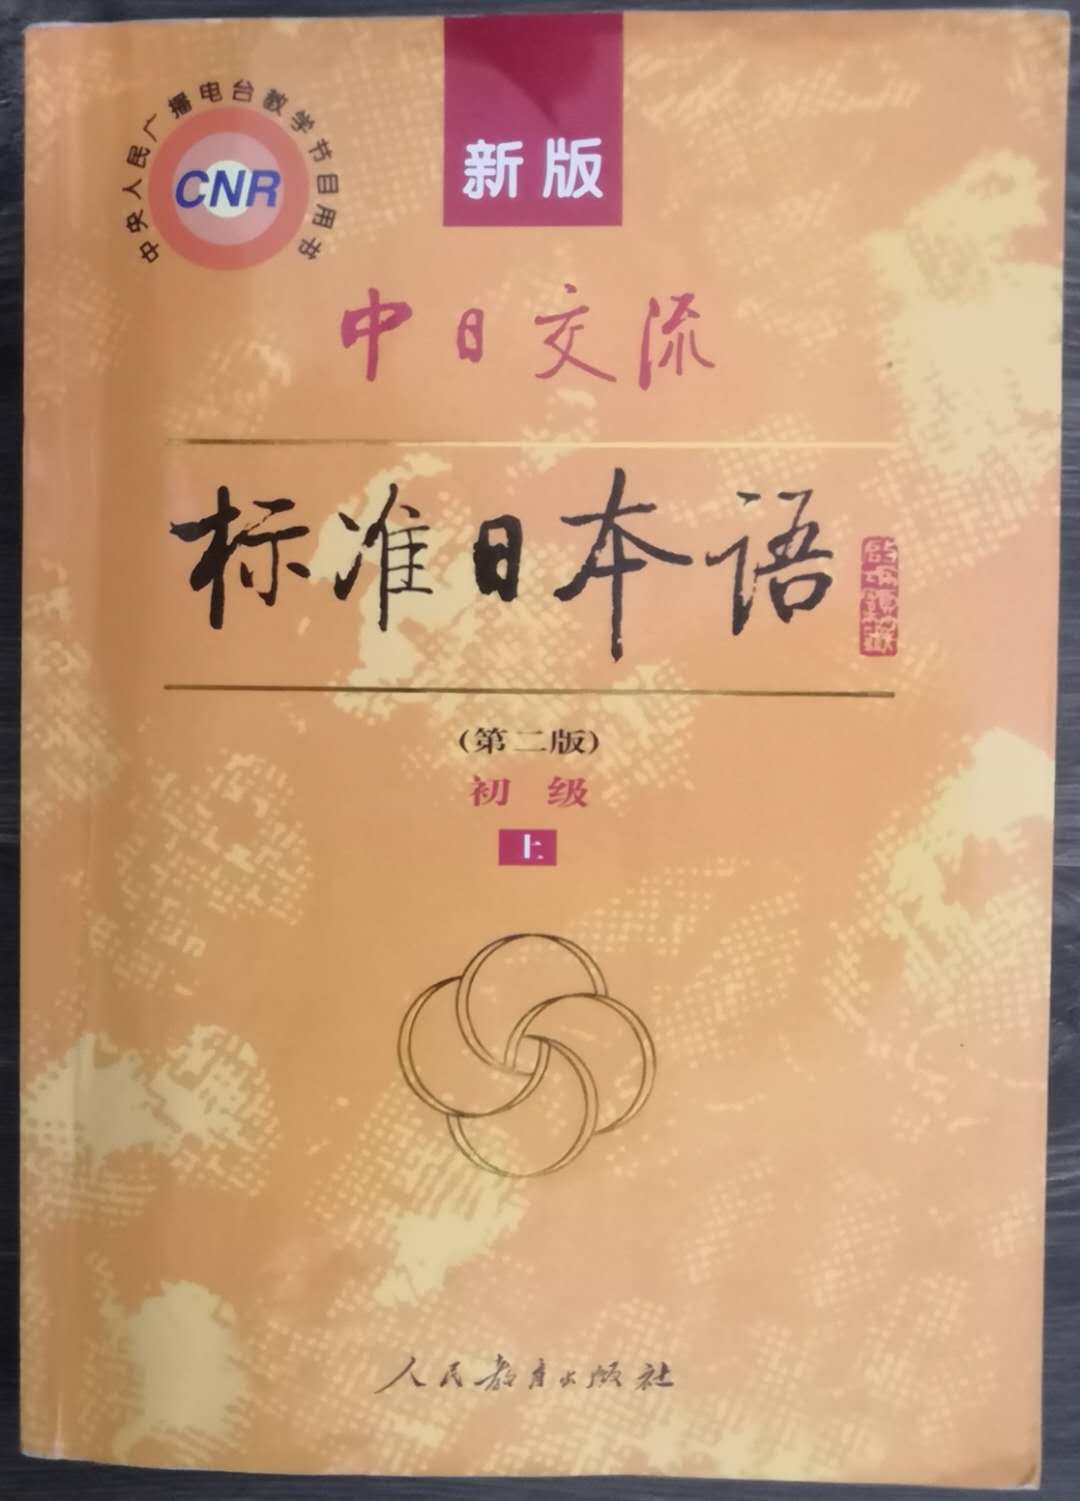 中央人民广播电台教学节目用书
CNR
新版
中日交流
标准日本语
(第二版)
初级
上
人民教育出版社